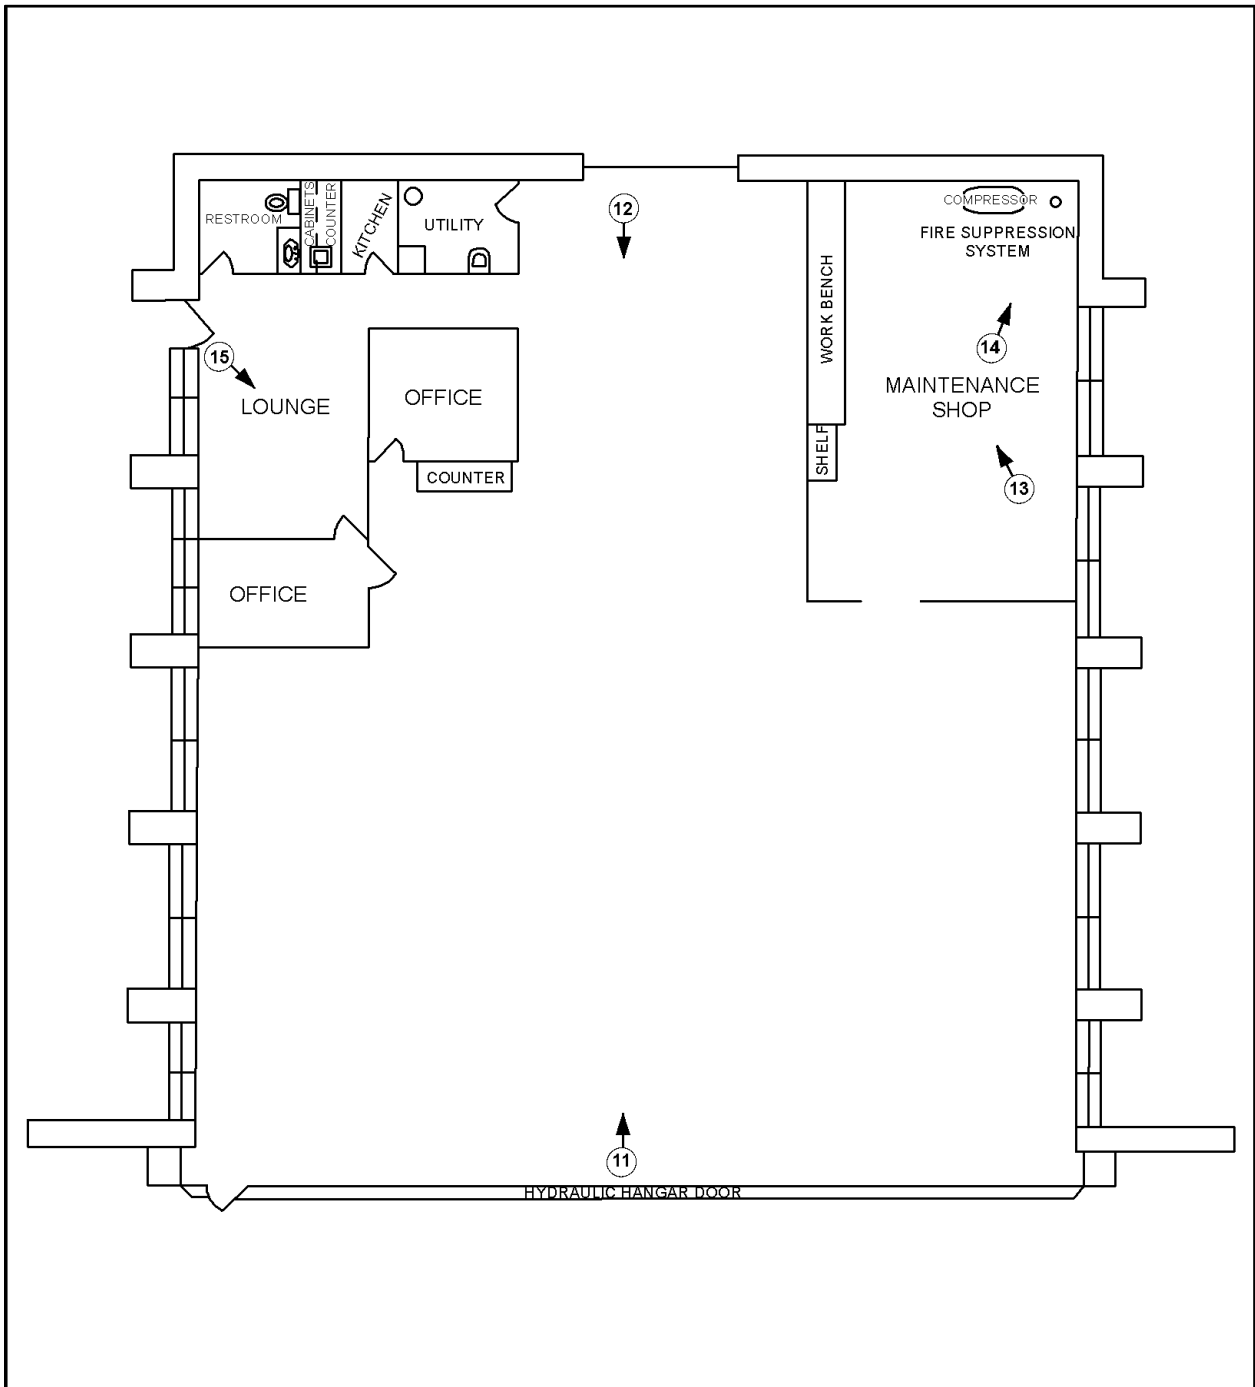 RESTROOM
CABINETS
COUNTER
KITCHEN
UTILITY
12
COMPRESSOR
FIRE SUPPRESSION
SYSTEM
WORK BENCH
14
15
LOUNGE
OFFICE
MAINTENANCE
SHOP
SHELF
COUNTER
13
OFFICE
11
HYDRAULIC HANGAR DOOR